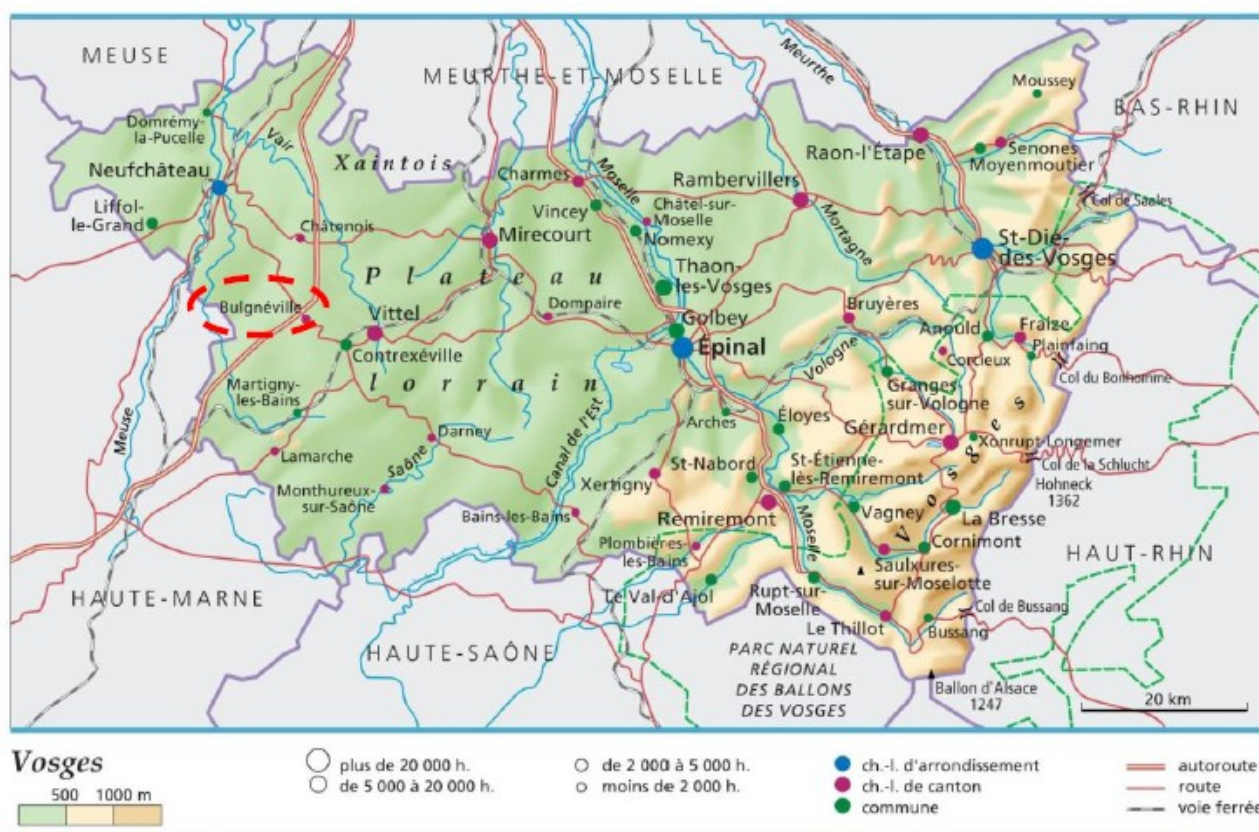 MEUSE
MEURTHE-ET-MOSELLE
Meurthe
Moussey
BAS-RHIN
Domrémy-
la-Pucelle
Vair
Xaintois
Raon-l'Étape
Senones
Moyenmoutier
Neufchâteau
Charmes
Moselle
Rambervillers
Col de Saales
Liffol-
le-Grand
Vincey
Châtel-sur-
Moselle
Châtenois
Mirecourt
Nomexy
Mortagne
St-Dié-
des-Vosges
Plateau
Thaon-
les-Vosges
Bulgnéville
Vittel
Dompaire
Golbey
Bruyères
Anould
Fraize
Plainfaing
Contrexéville
Épinal
Vologne
Corcieux
Col du Bonhomme
lorrain
Martigny-
les-Bains
Granges-
sur-Vologne
Meuse
Canal de l'Est
Arches
Éloyes
Gérardmer
Xonrupt-Longemer
Darney
Vosges
Col de la Schlucht
Lamarche
Saône
St-Nabord
St-Étienne-
lès-Remiremont
Hohneck
1362
Monthureux-
sur-Saône
Xertigny
Vagney
La Bresse
Bains-les-Bains
Remiremont
Cornimont
Plombières-
les-Bains
Moselle
Saulxures-
sur-Moselotte
HAUT-RHIN
HAUTE-MARNE
Le Val-d'Ajol
Rupt-sur-
Moselle
Col de Bussang
Le Thillot
Bussang
HAUTE-SAÔNE
PARC NATUREL
RÉGIONAL
DES BALLONS
DES VOSGES
Ballon d'Alsace
1247
20 km
Vosges
500 1000 m
plus de 20 000 h.
de 5 000 à 20 000 h.
de 2 000 à 5 000 h.
moins de 2 000 h.
ch.-l. d'arrondissement
ch.-l. de canton
commune
autoroute
route
voie ferrée